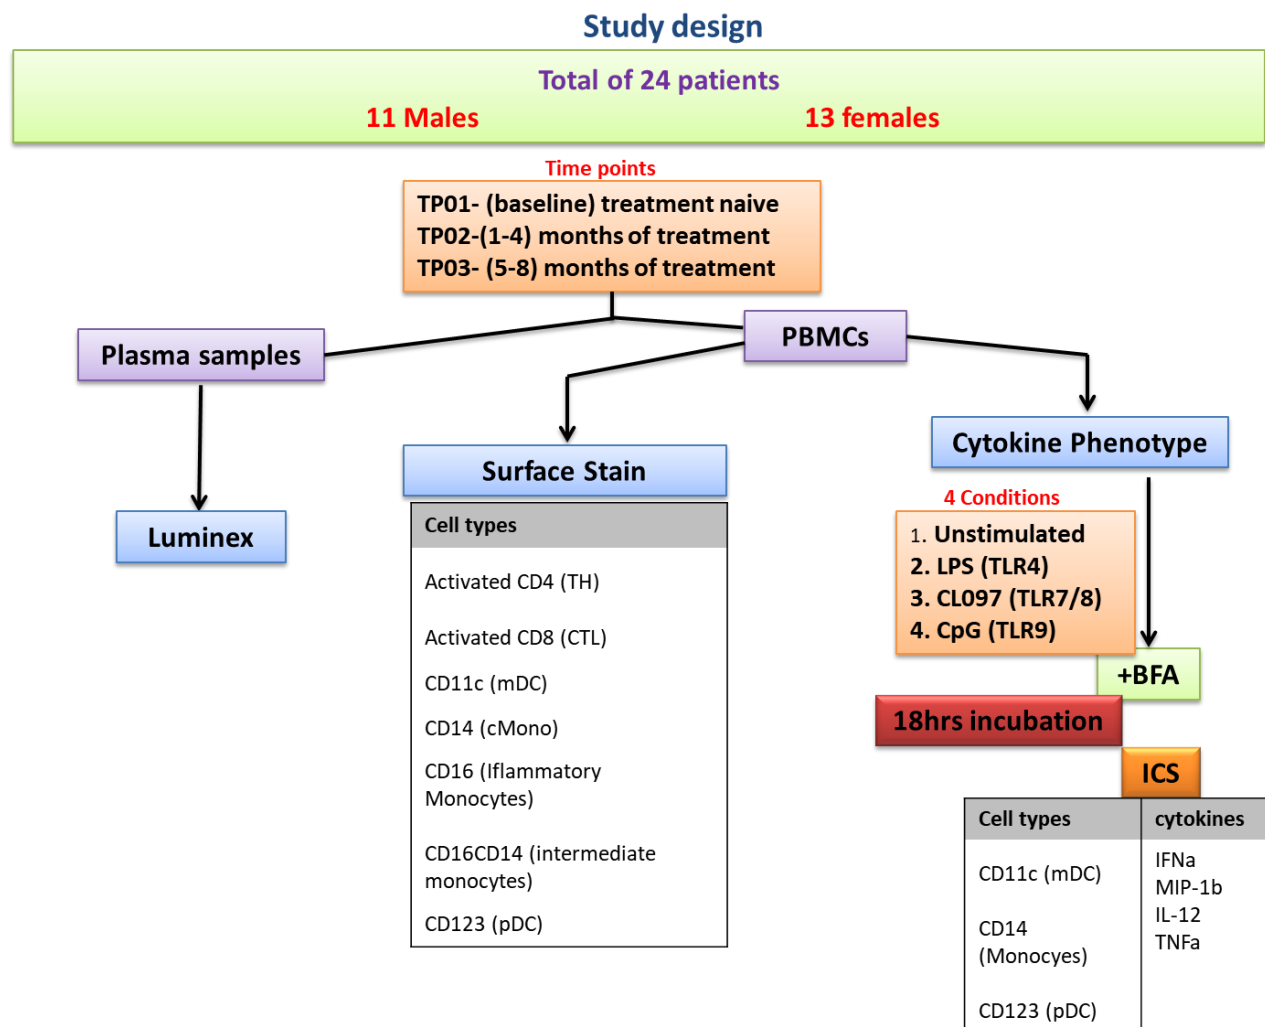 Study design
Total of 24 patients
11 Males 13 females
Time points
TP01- (baseline) treatment naive
TP02-(1-4) months of treatment
TP03- (5-8) months of treatment
Plasma samples
PBMCs
Luminex
Surface Stain
Cell types
Activated CD4 (TH)
Activated CD8 (CTL)
CD11c (mDC)
CD14 (cMono)
CD16 (Iflammatory
Monocytes)
CD16CD14 (intermediate
monocytes)
CD123 (pDC)
Cytokine Phenotype
4 Conditions
1. Unstimulated
2. LPS (TLR4)
3. CL097 (TLR7/8)
4. CpG (TLR9)
+BFA
18hrs incubation
ICS
Cell types cytokines
CD11c (mDC)
CD14
(Monocyes)
CD123 (pDC)
IFNa
MIP-1b
IL-12
TNFa